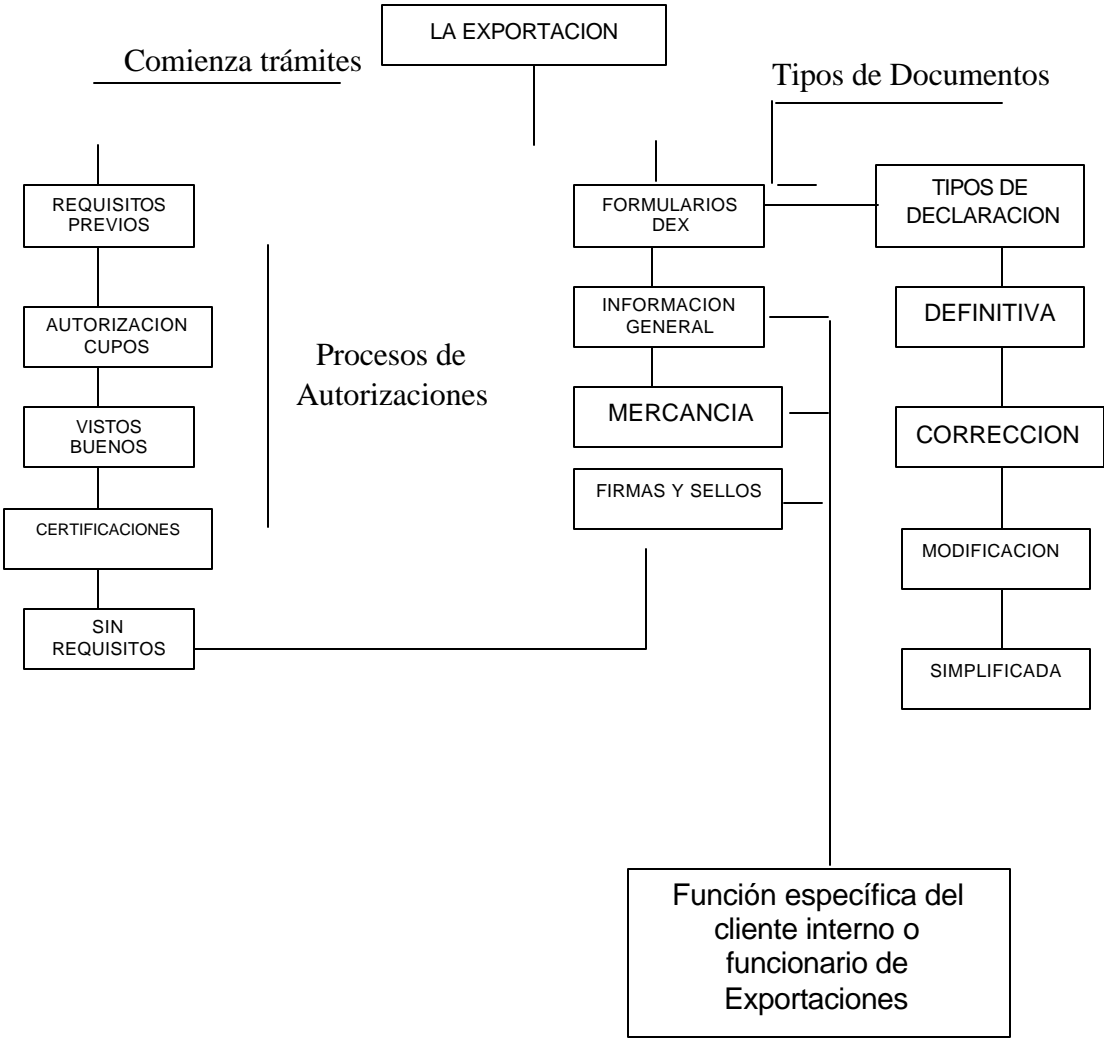 LA EXPORTACION
Comienza trámites
Tipos de Documentos
REQUISITOS
PREVIOS
AUTORIZACION
CUPOS
VISTOS
BUENOS
CERTIFICACIONES
SIN
REQUISITOS
Procesos de
Autorizaciones
FORMULARIOS
DEX
INFORMACION
GENERAL
MERCANCIA
FIRMAS Y SELLOS
TIPOS DE
DECLARACION
DEFINITIVA
CORRECCION
MODIFICACION
SIMPLIFICADA
Función específica del
cliente interno o
funcionario de
Exportaciones